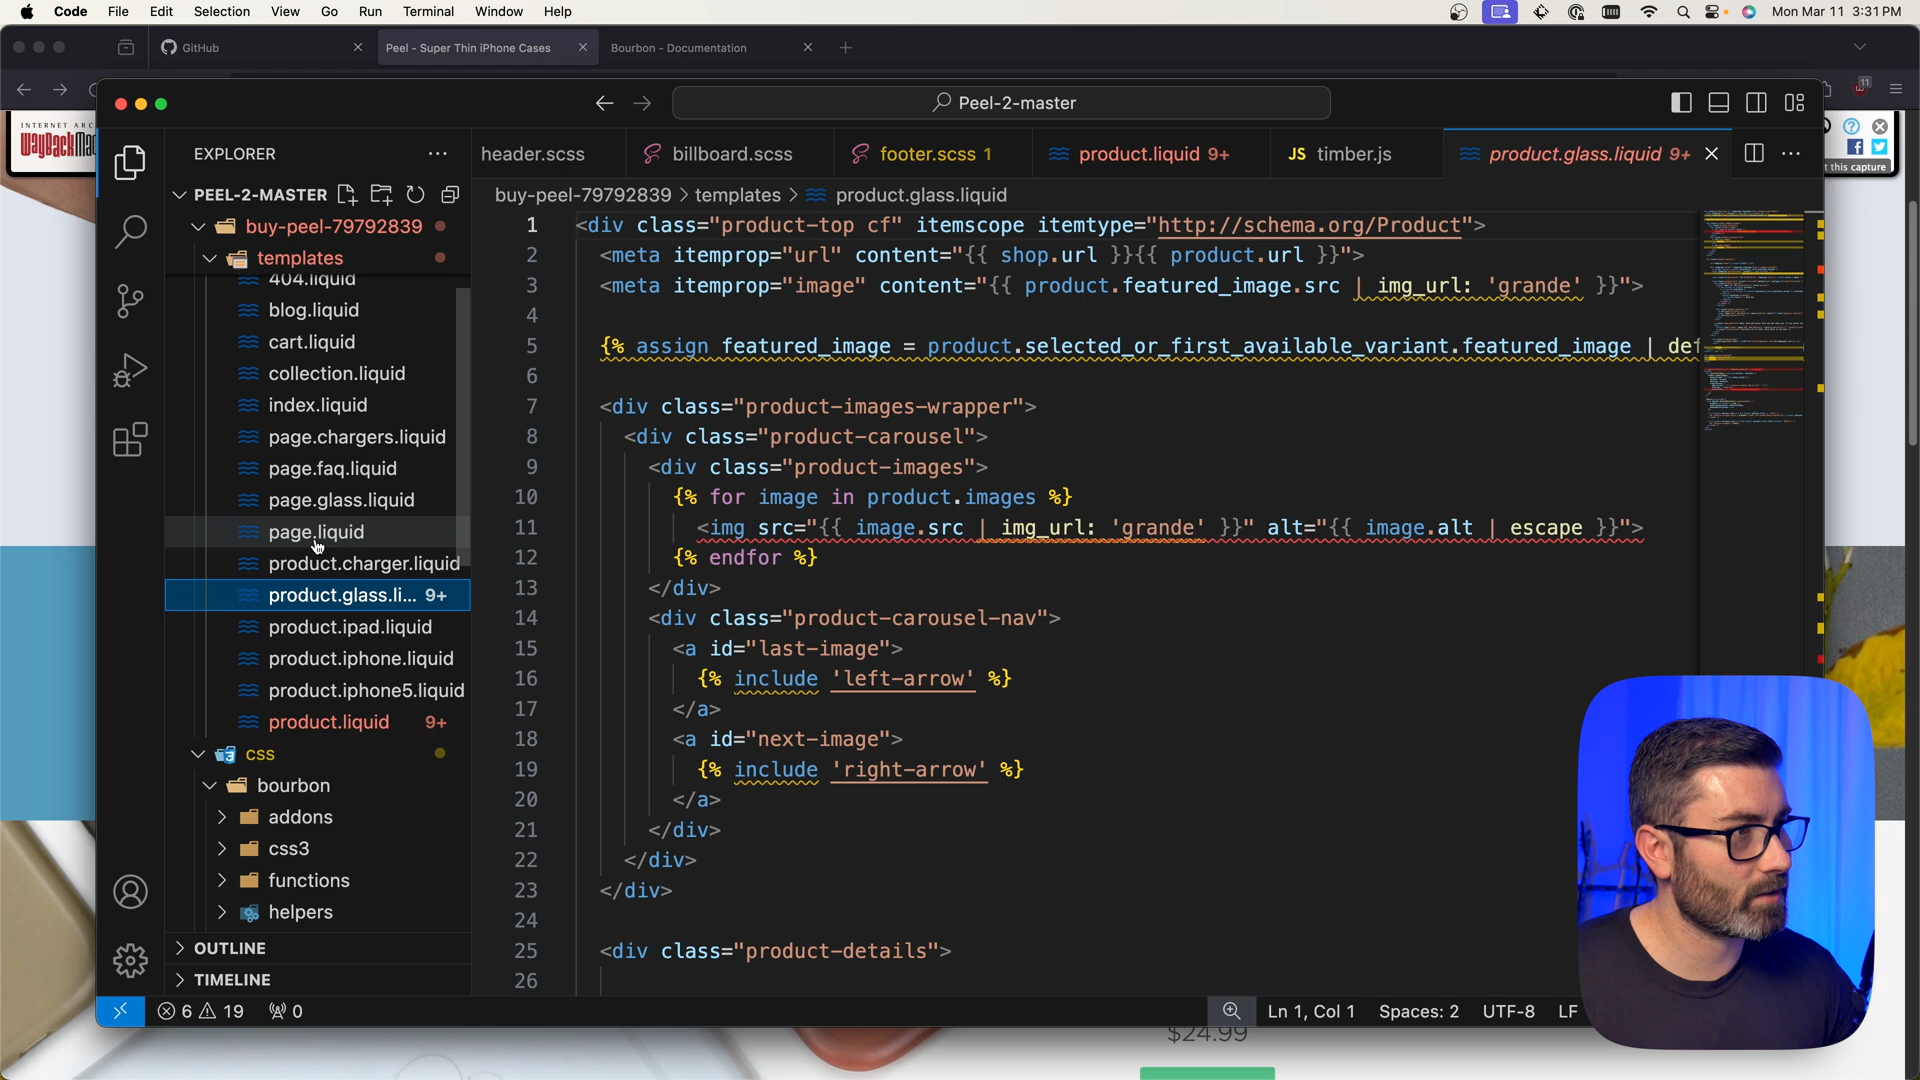 Code File Edit Selection View Go Run Terminal Window Help
Mon Mar 11 3:31 PM
GitHub
Peel - Super Thin iPhone Cases
Bourbon - Documentation
Peel-2-master
11
INTERNET ARC
WayBackMac
t this capture
EXPLORER
header.scss
billboard.scss
footer.scss 1
product.liquid 9+
JS timber.js
product.glass.liquid 9+
PEEL-2-MASTER
buy-peel-79792839 > templates > product.glass.liquid
buy-peel-79792839
templates
404.liquid
blog.liquid
cart.liquid
collection.liquid
index.liquid
page.chargers.liquid
page.faq.liquid
page.glass.liquid
page.liquid
product.charger.liquid
product.glass.li... 9+
product.ipad.liquid
product.iphone.liquid
product.iphone5.liquid
product.liquid 9+
css
bourbon
addons
css3
functions
helpers
OUTLINE
TIMELINE
1 <div class="product-top cf" itemscope itemtype="http://schema.org/Product">
2 <meta itemprop="url" content="{{ shop.url }}{{ product.url }}">
3 <meta itemprop="image" content="{{ product.featured_image.src | img_url: 'grande' }}">
4
5 {% assign featured_image = product.selected_or_first_available_variant.featured_image | def
6
7 <div class="product-images-wrapper">
8 <div class="product-carousel">
9 <div class="product-images">
10 {% for image in product.images %}
11 <img src="{{ image.src | img_url: 'grande' }}" alt="{{ image.alt | escape }}">
12 {% endfor %}
13 </div>
14 <div class="product-carousel-nav">
15 <a id="last-image">
16 {% include 'left-arrow' %}
17 </a>
18 <a id="next-image">
19 {% include 'right-arrow' %}
20 </a>
21 </div>
22 </div>
23 </div>
24
25 <div class="product-details">
26
6 19 0
Ln 1, Col 1 Spaces: 2 UTF-8 LF
$24.99